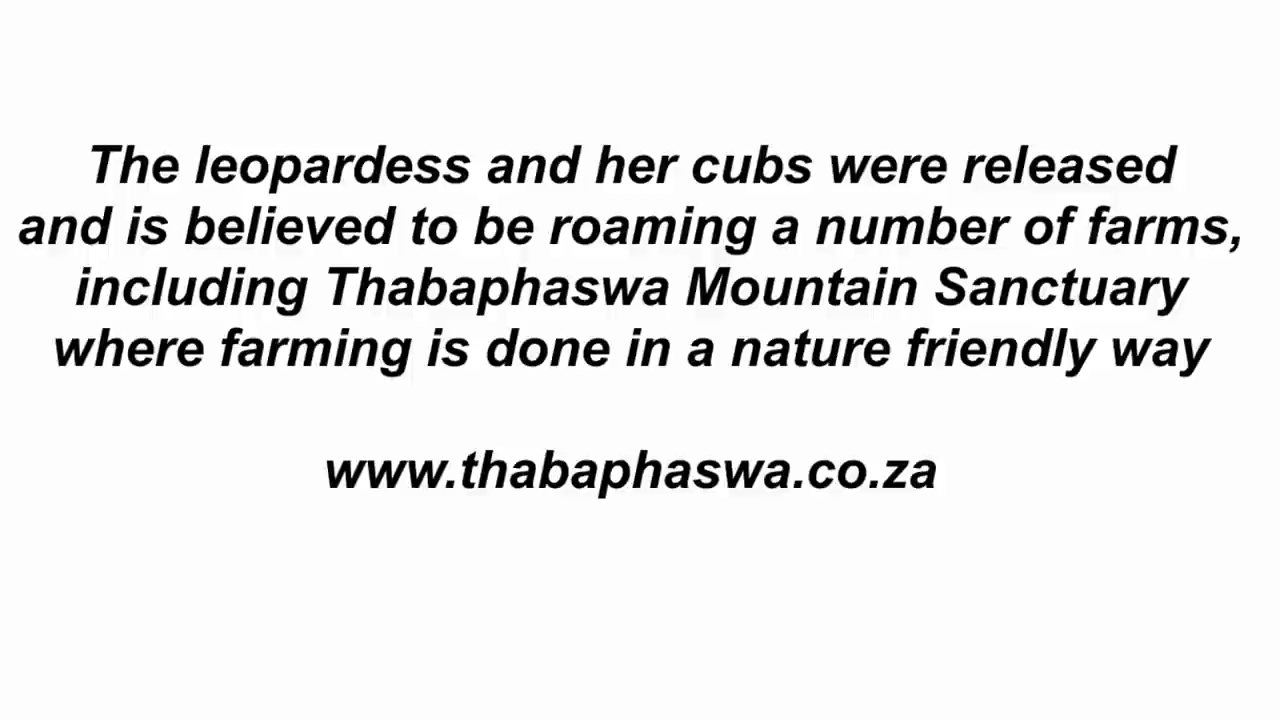 The leopardess and her cubs were released
and is believed to be roaming a number of farms,
including Thabaphaswa Mountain Sanctuary
where farming is done in a nature friendly way
www.thabaphaswa.co.za